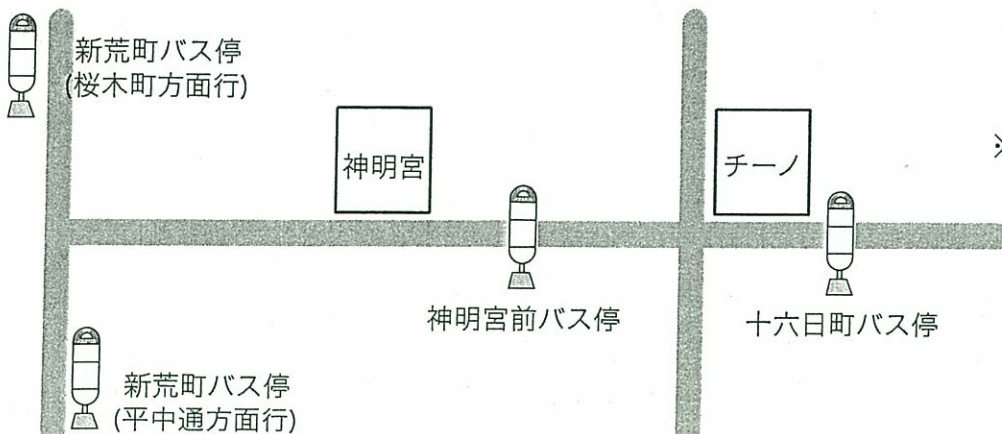 新荒町バス停
(桜木町方面行)
神明宮
チーノ
※
神明宮前バス停
十六日町バス停
新荒町バス停
(平中通方面行)